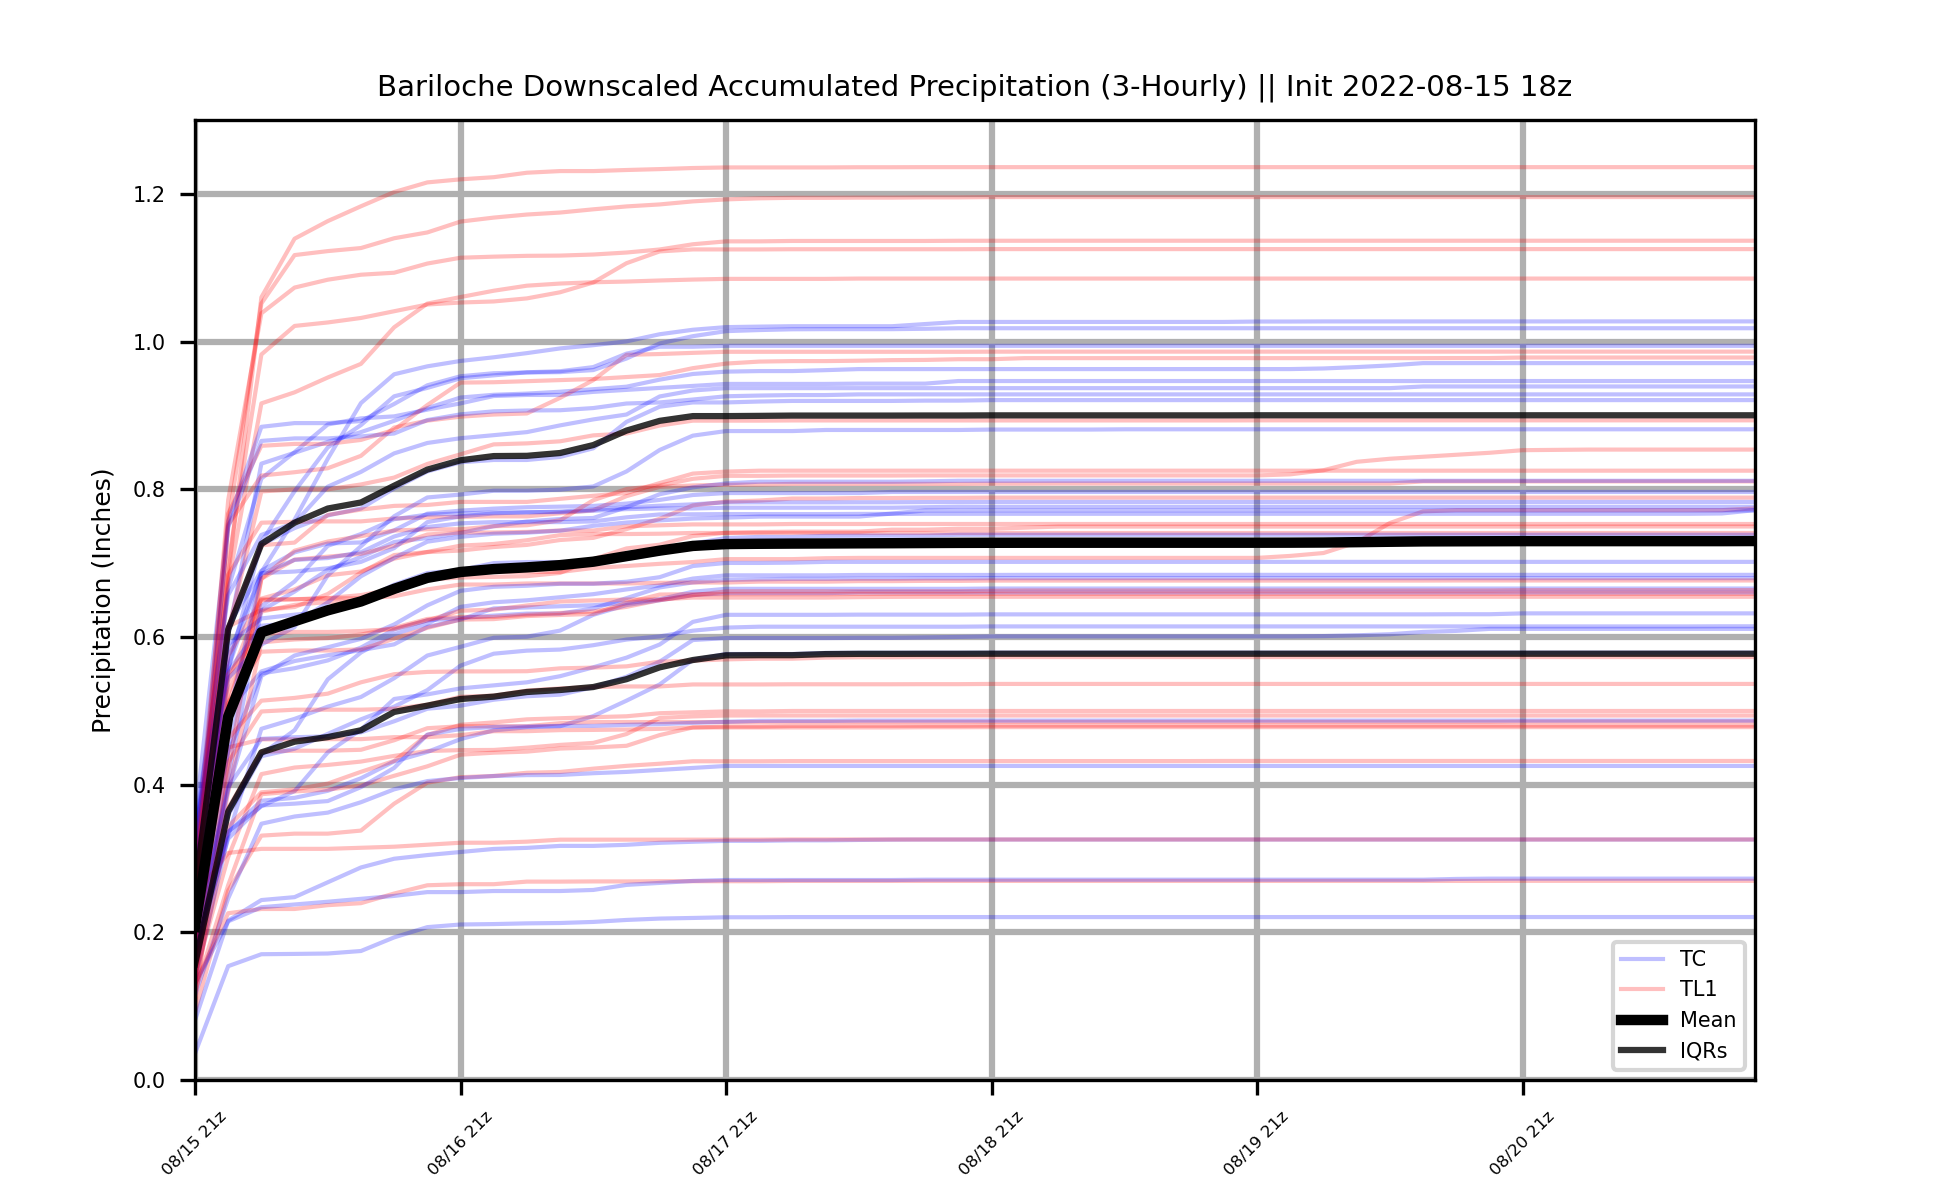 Bariloche Downscaled Accumulated Precipitation (3-Hourly) || Init 2022-08-15 18z
Precipitation (Inches)
1.2
1.0
0.8
0.6
0.4
0.2
0.0
TC
TL1
Mean
IQRs
08/15 21z
08/16 21z
08/17 21z
08/18 21z
08/19 21z
08/20 21z